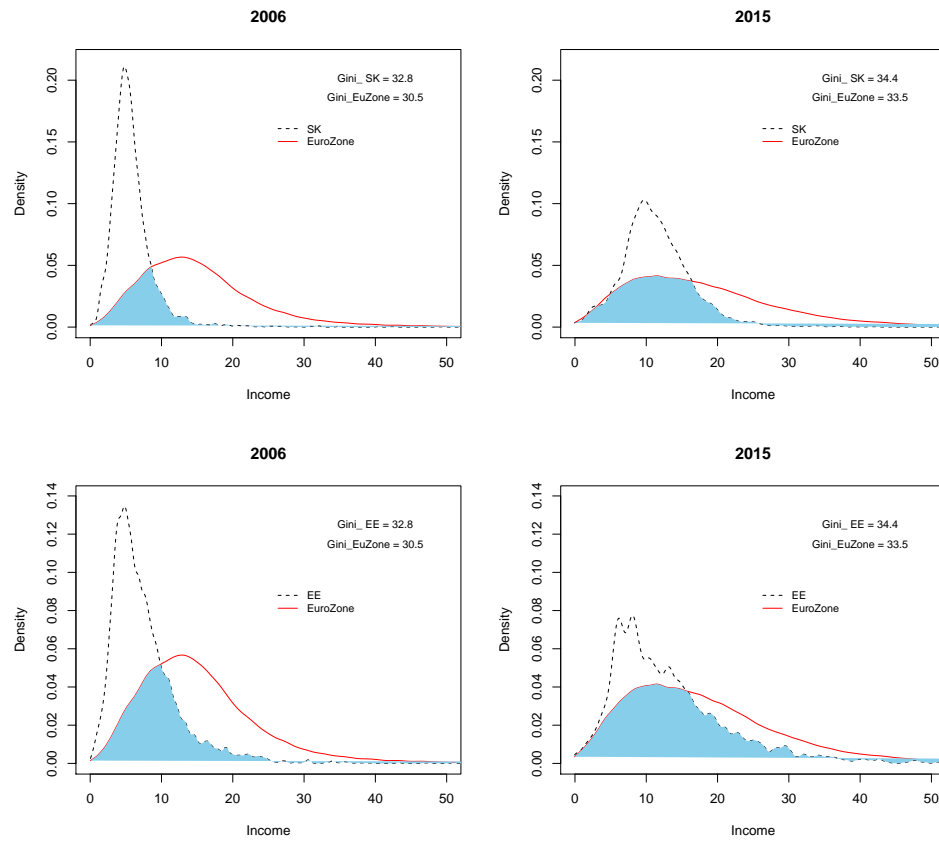 2006
Gini_ SK = 32.8
Gini_EuZone = 30.5
SK
EuroZone
Density
0.00 0.05 0.10 0.15 0.20
0 10 20 30 40 50
Income
2015
Gini_ SK = 34.4
Gini_EuZone = 33.5
SK
EuroZone
Density
0.00 0.05 0.10 0.15 0.20
0 10 20 30 40 50
Income
2006
Gini_ EE = 32.8
Gini_EuZone = 30.5
EE
EuroZone
Density
0.00 0.02 0.04 0.06 0.08 0.10 0.12 0.14
0 10 20 30 40 50
Income
2015
Gini_ EE = 34.4
Gini_EuZone = 33.5
EE
EuroZone
Density
0.00 0.02 0.04 0.06 0.08 0.10 0.12 0.14
0 10 20 30 40 50
Income